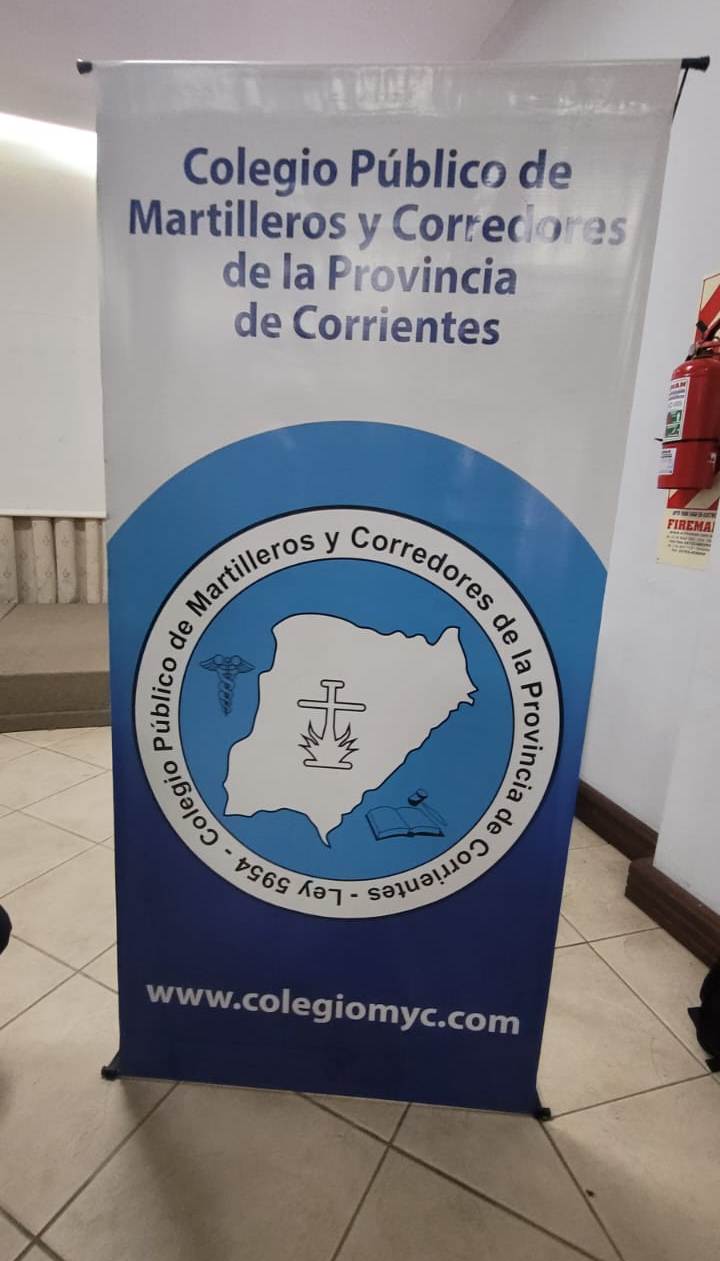 Colegio Público de
Martilleros y Corredores
de la Provincia
de Corrientes
Colegio Público de Martilleros y Corredores de la Provincia de Corrientes - Ley 5954 -
www.colegiomyc.com